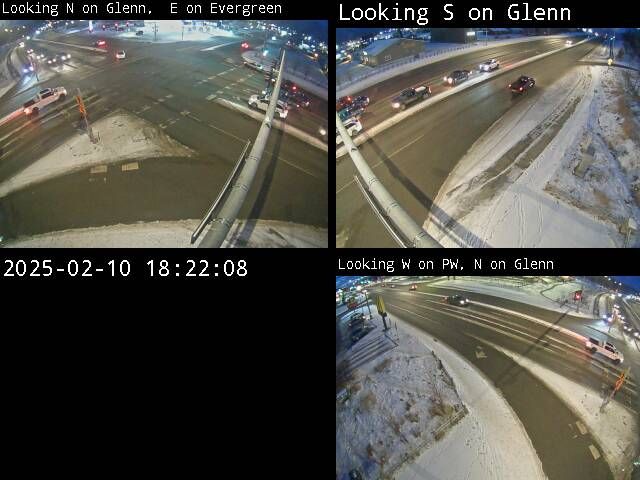 Looking N on Glenn,  E on Evergreen
Looking S on Glenn
2025-02-10 18:22:08
Looking W on PW, N on Glenn